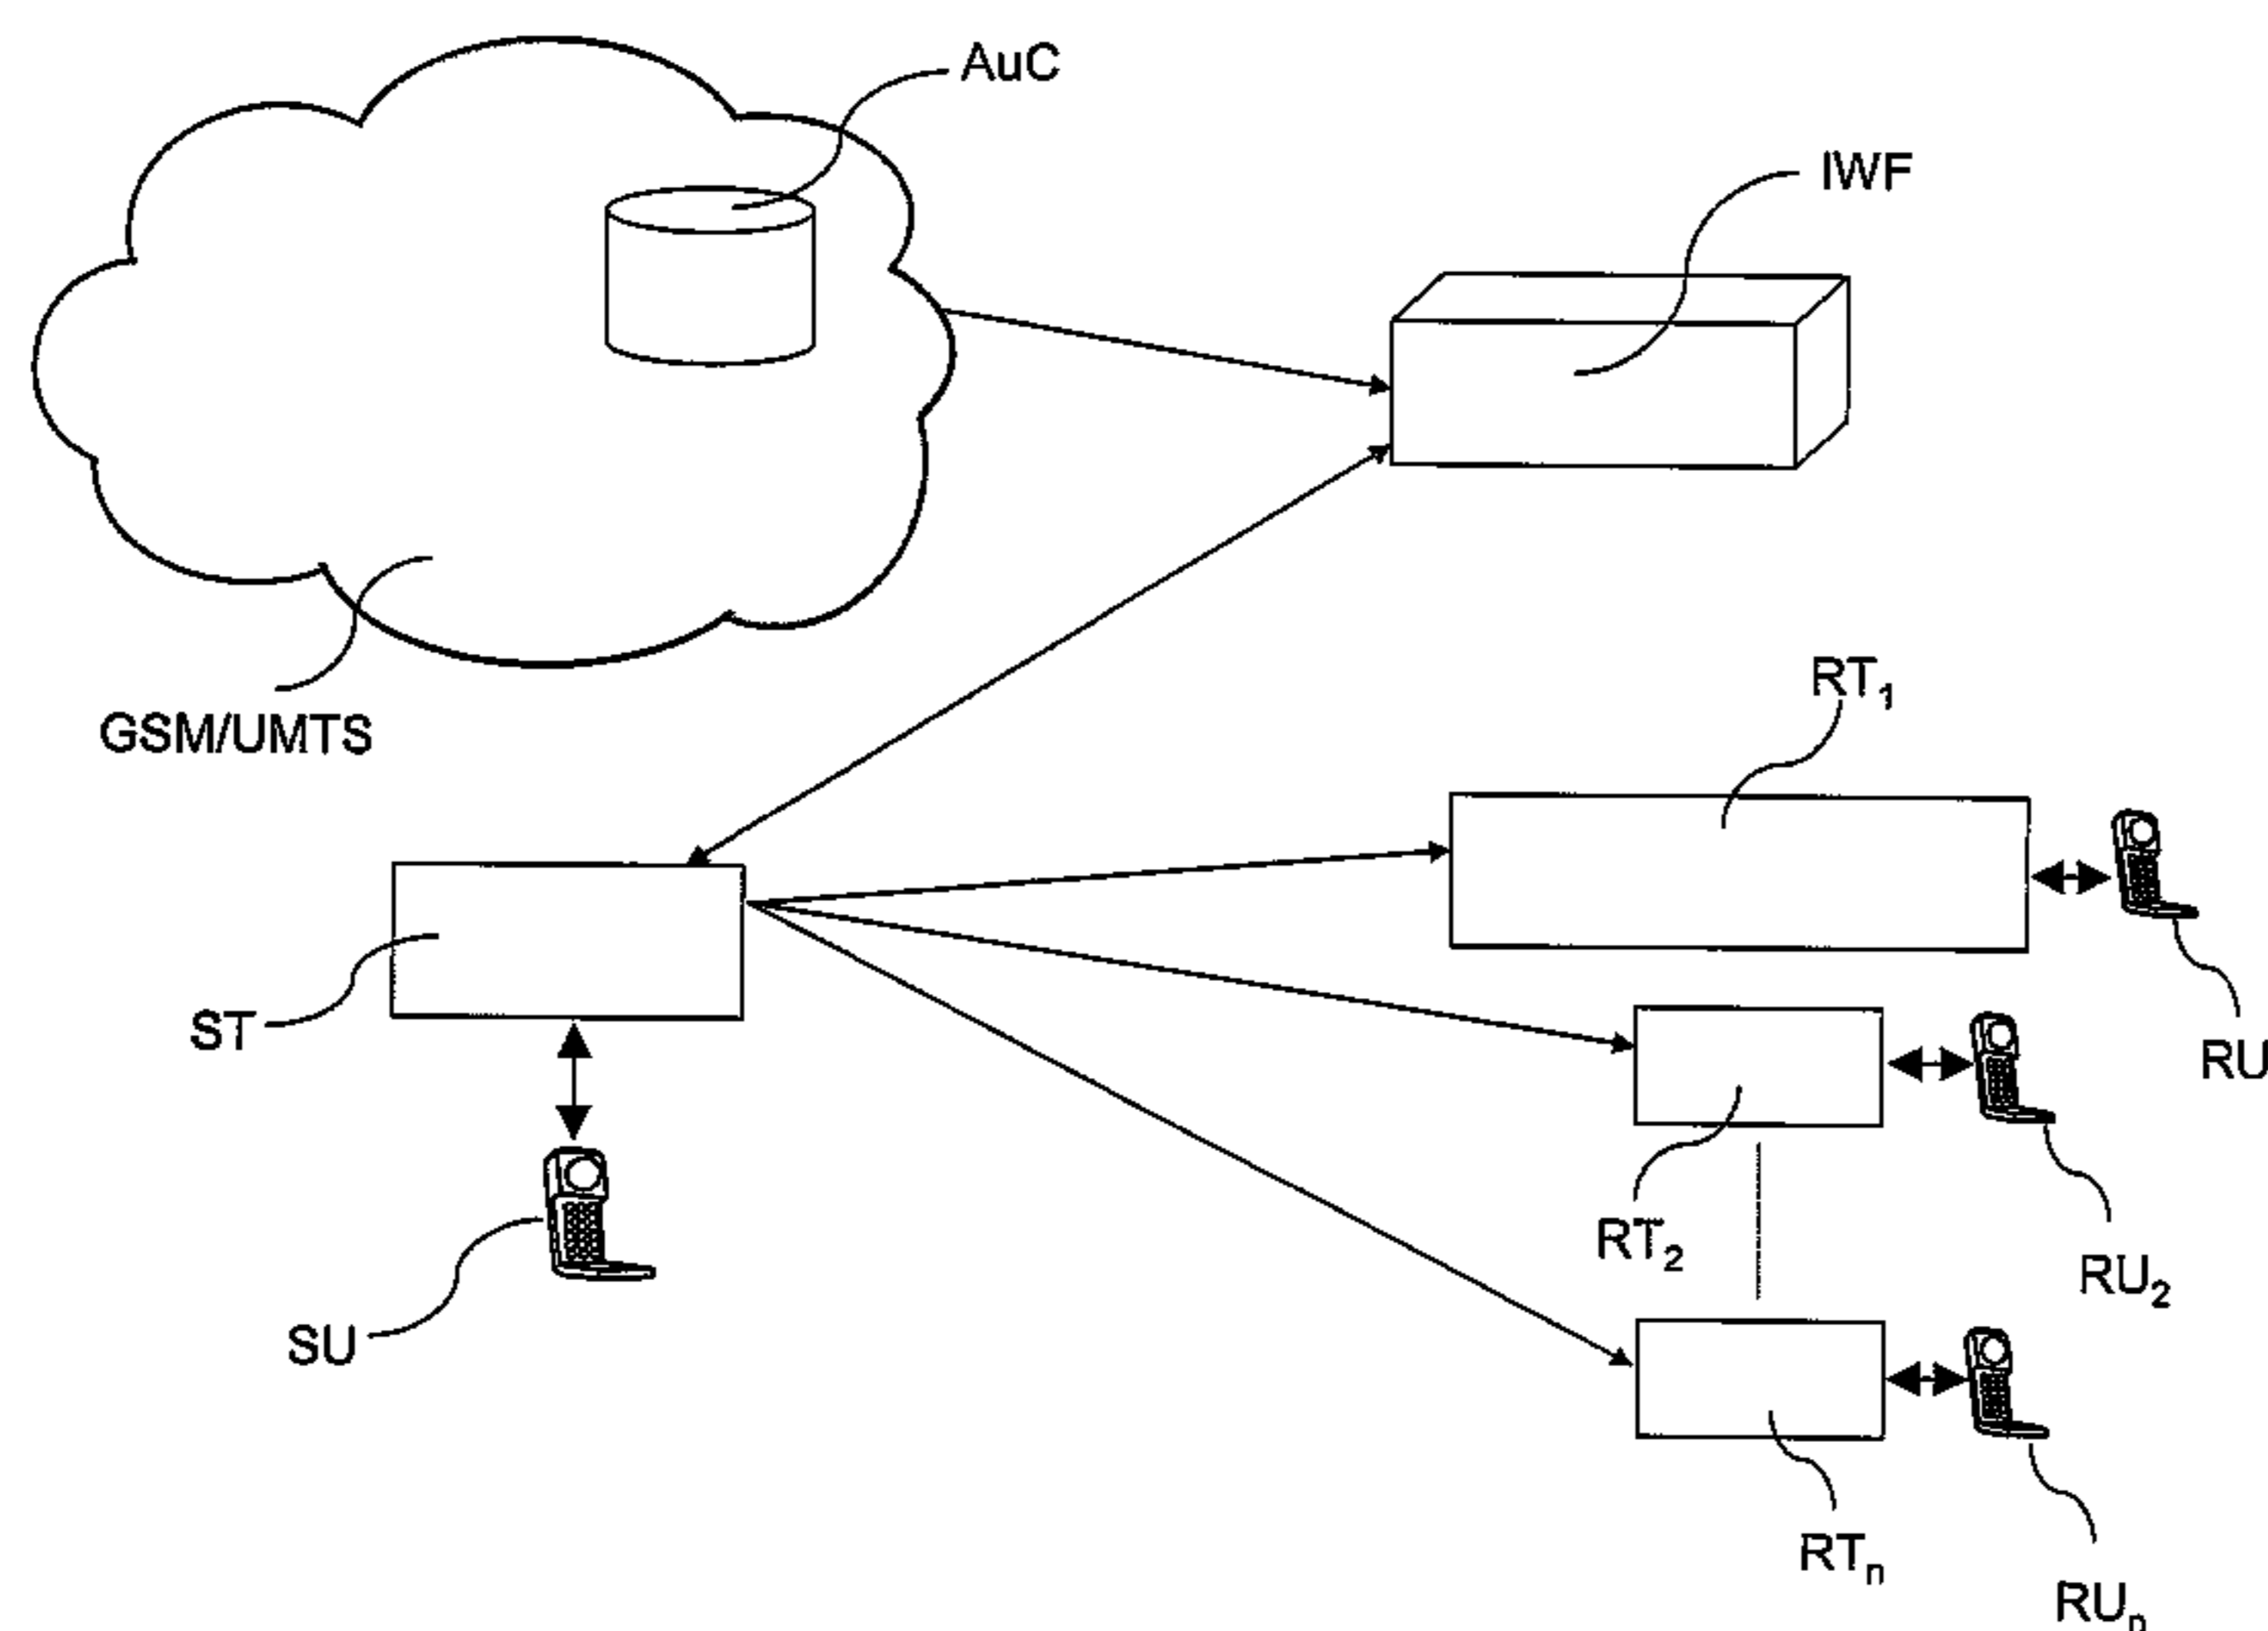 AuC
IWF
GSM/UMTS
RT₁
ST
RU
RT₂
RU₂
SU
RTₙ
RUₙ